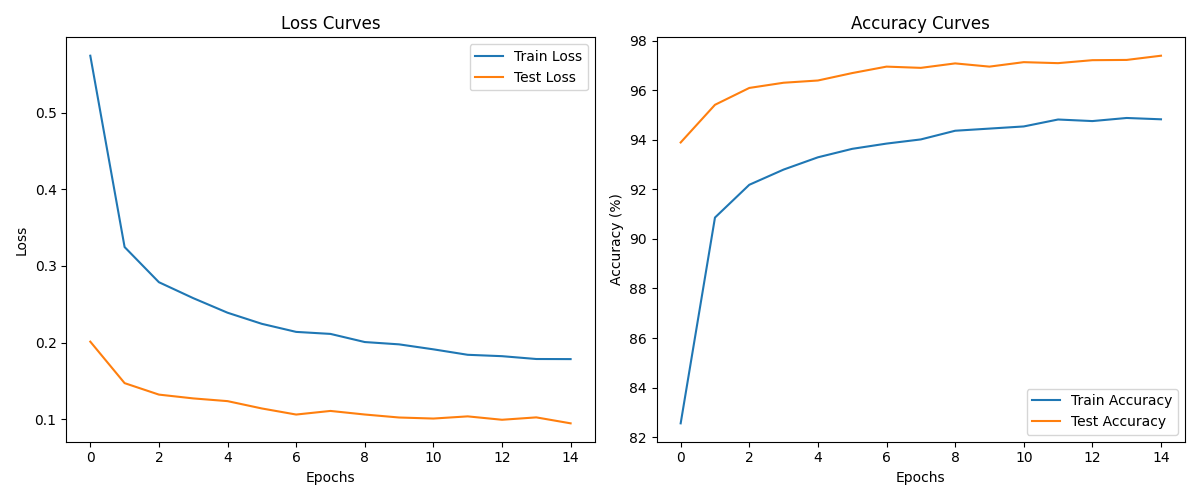 Loss Curves
Train Loss
Test Loss
0.5
0.4
0.3
0.2
0.1
Loss
0 2 4 6 8 10 12 14
Epochs
Accuracy Curves
98
96
94
92
90
88
86
84
82
Accuracy (%)
Train Accuracy
Test Accuracy
0 2 4 6 8 10 12 14
Epochs